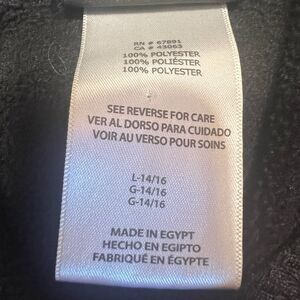 RN # 67891
CA # 43063
100% POLYESTER
100% POLIÉSTER
100% POLYESTER
SEE REVERSE FOR CARE
VER AL DORSO PARA CUIDADO
VOIR AU VERSO POUR SOINS
L-14/16
G-14/16
G-14/16
MADE IN EGYPT
HECHO EN EGIPTO
FABRIQUÉ EN ÉGYPTE